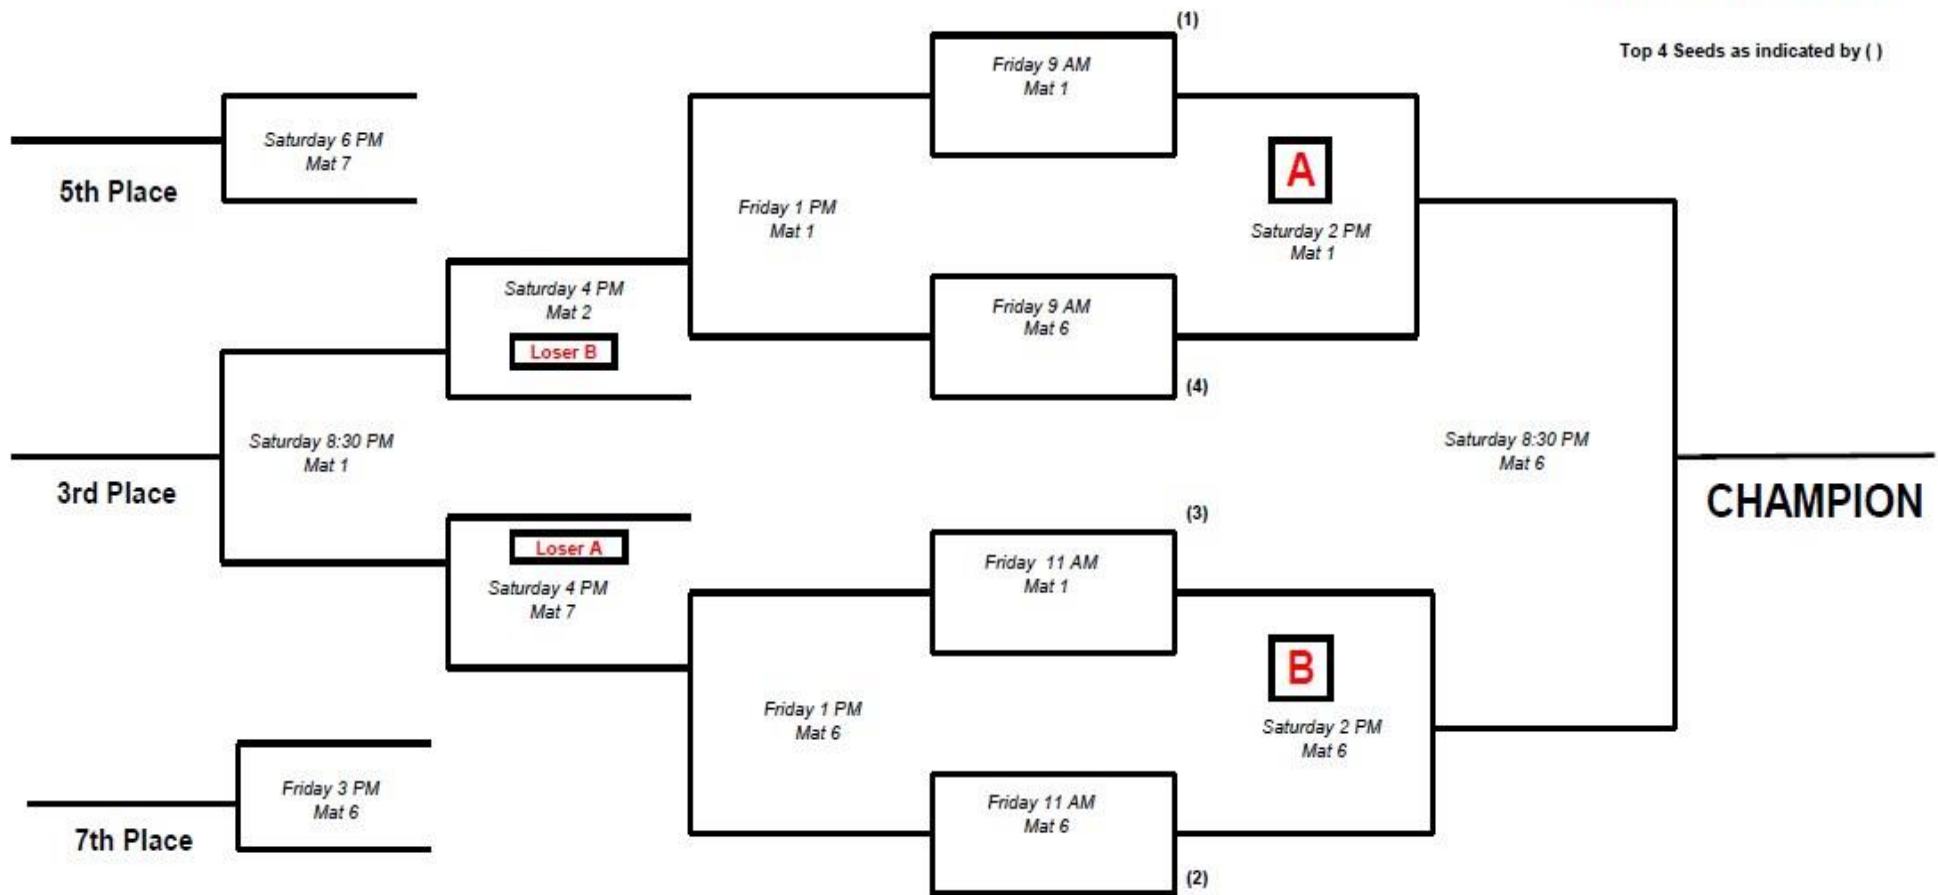 (1)
Top 4 Seeds as indicated by ( )
Friday 9 AM
Mat 1
Saturday 6 PM
Mat 7
5th Place
A
Friday 1 PM
Mat 1
Saturday 2 PM
Mat 1
Saturday 4 PM
Mat 2
Loser B
Friday 9 AM
Mat 6
(4)
Saturday 8:30 PM
Mat 1
Saturday 8:30 PM
Mat 6
3rd Place
CHAMPION
(3)
Loser A
Saturday 4 PM
Mat 7
Friday  11 AM
Mat 1
B
Friday 1 PM
Mat 6
Saturday 2 PM
Mat 6
Friday 3 PM
Mat 6
7th Place
Friday 11 AM
Mat 6
(2)